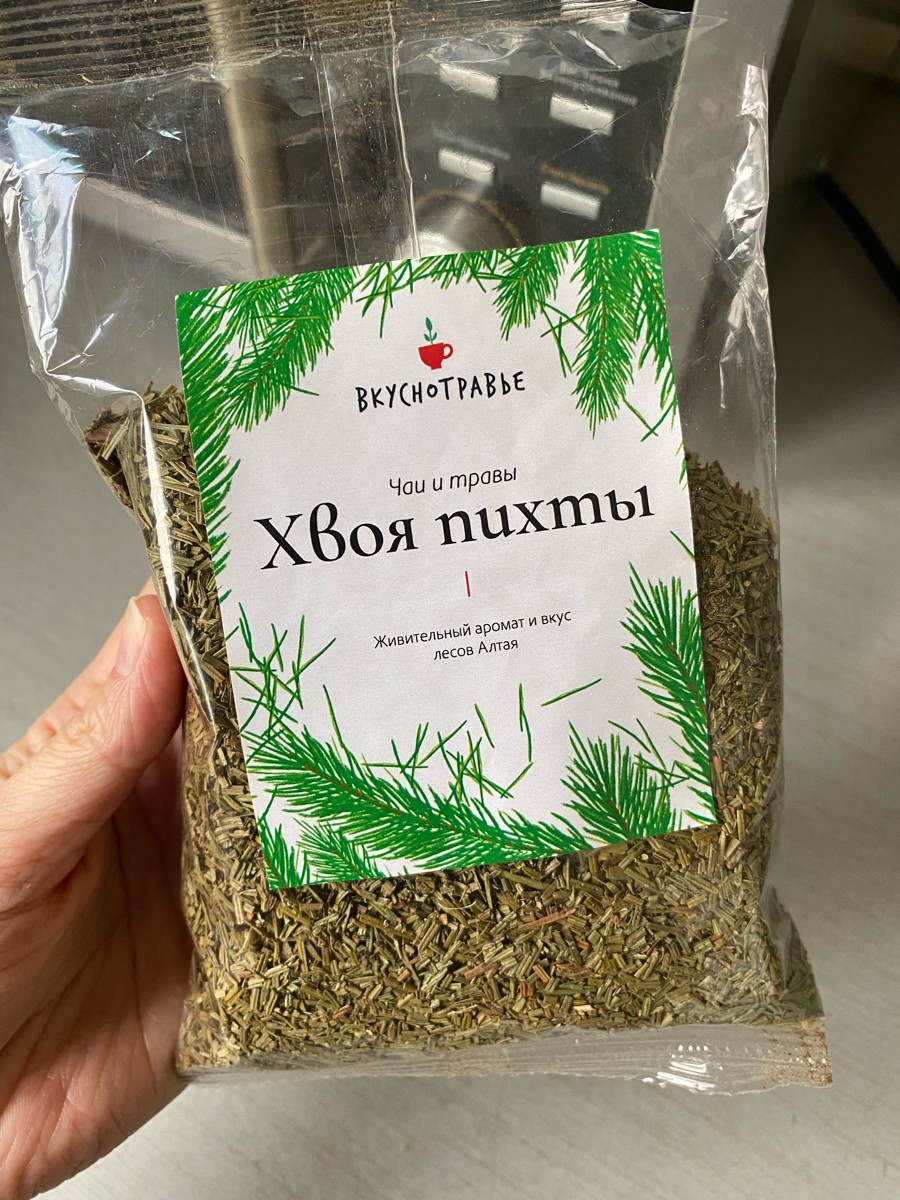 ВКУСНОТРАВЬЕ
Чаи и травы
Хвоя пихты
Живительный аромат и вкус
лесов Алтая